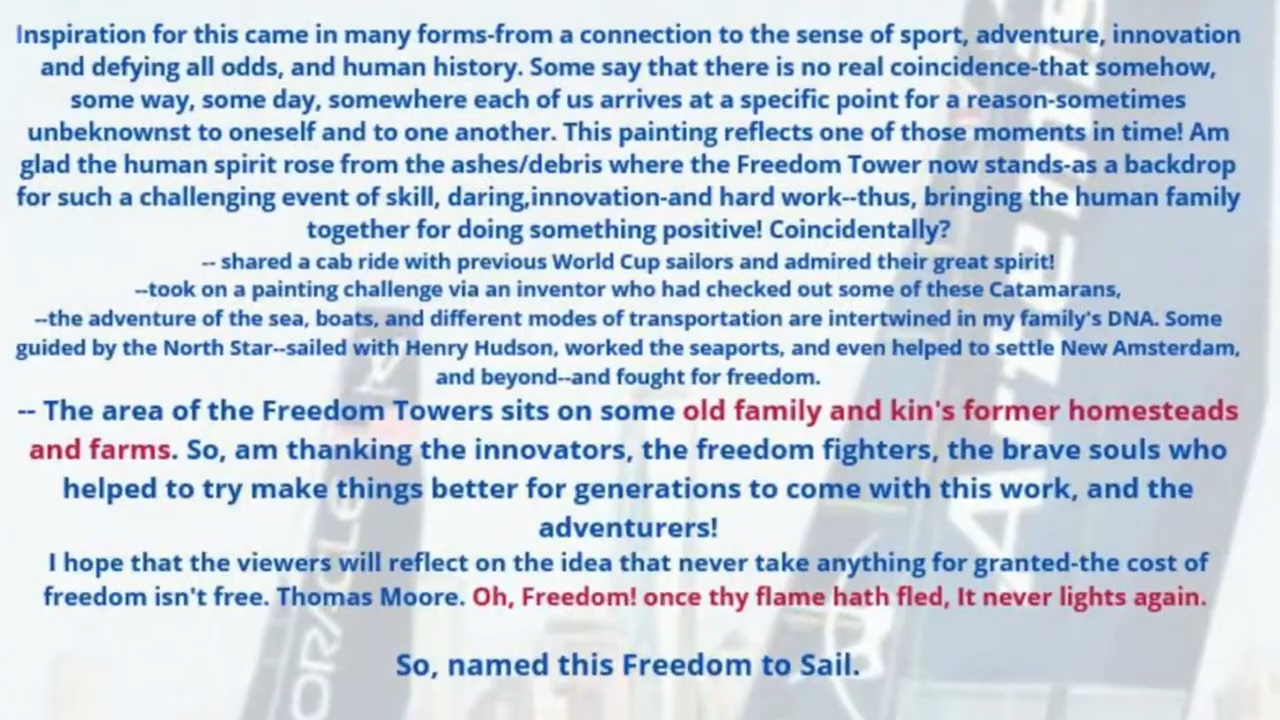 Inspiration for this came in many forms-from a connection to the sense of sport, adventure, innovation
and defying all odds, and human history. Some say that there is no real coincidence-that somehow,
some way, some day, somewhere each of us arrives at a specific point for a reason-sometimes
unbeknownst to oneself and to one another. This painting reflects one of those moments in time! Am
glad the human spirit rose from the ashes/debris where the Freedom Tower now stands-as a backdrop
for such a challenging event of skill, daring,innovation-and hard work--thus, bringing the human family
together for doing something positive! Coincidentally?
-- shared a cab ride with previous World Cup sailors and admired their great spirit!
--took on a painting challenge via an inventor who had checked out some of these Catamarans,
--the adventure of the sea, boats, and different modes of transportation are intertwined in my family's DNA. Some
guided by the North Star--sailed with Henry Hudson, worked the seaports, and even helped to settle New Amsterdam,
and beyond--and fought for freedom.
-- The area of the Freedom Towers sits on some old family and kin's former homesteads
and farms. So, am thanking the innovators, the freedom fighters, the brave souls who
helped to try make things better for generations to come with this work, and the
adventurers!
I hope that the viewers will reflect on the idea that never take anything for granted-the cost of
freedom isn't free. Thomas Moore. Oh, Freedom! once thy flame hath fled, It never lights again.
So, named this Freedom to Sail.
ORACLE
Artemis